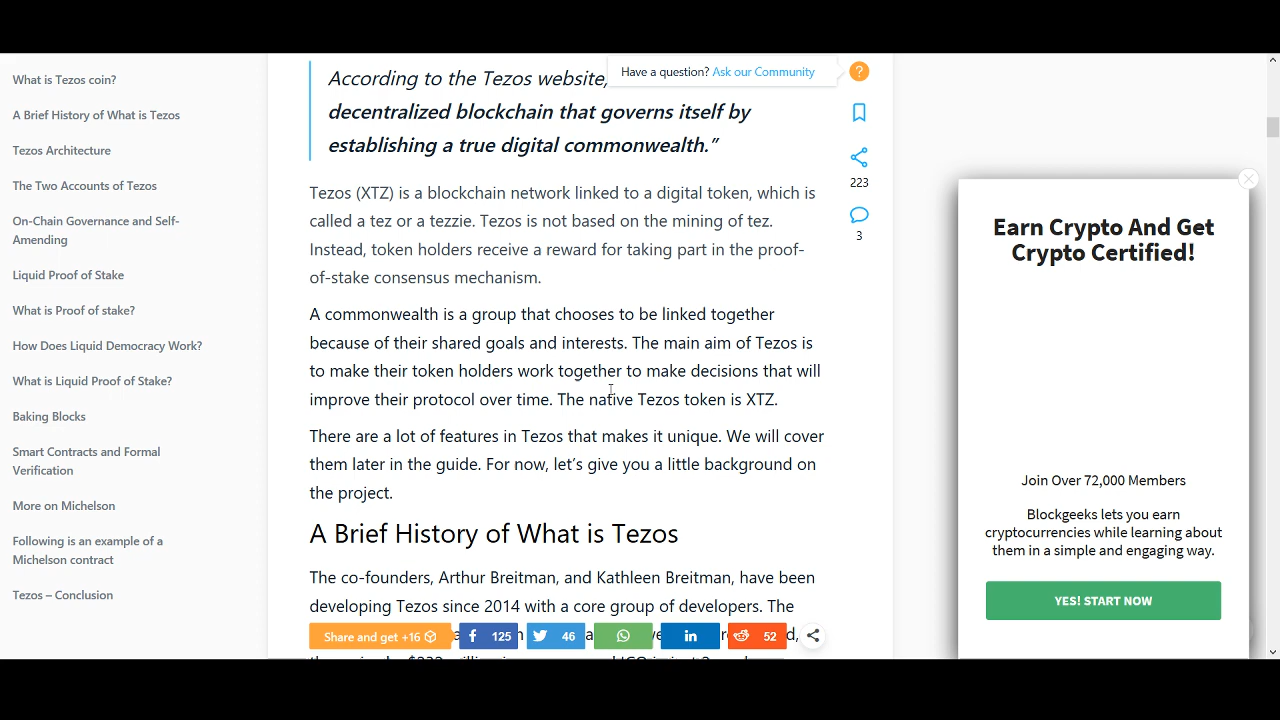 What is Tezos coin?
A Brief History of What is Tezos
Tezos Architecture
The Two Accounts of Tezos
On-Chain Governance and Self-
Amending
Liquid Proof of Stake
What is Proof of stake?
How Does Liquid Democracy Work?
What is Liquid Proof of Stake?
Baking Blocks
Smart Contracts and Formal
Verification
More on Michelson
Following is an example of a
Michelson contract
Tezos – Conclusion
According to the Tezos website,
decentralized blockchain that governs itself by
establishing a true digital commonwealth.”
Tezos (XTZ) is a blockchain network linked to a digital token, which is
called a tez or a tezzie. Tezos is not based on the mining of tez.
Instead, token holders receive a reward for taking part in the proof-
of-stake consensus mechanism.
A commonwealth is a group that chooses to be linked together
because of their shared goals and interests. The main aim of Tezos is
to make their token holders work together to make decisions that will
improve their protocol over time. The native Tezos token is XTZ.
There are a lot of features in Tezos that makes it unique. We will cover
them later in the guide. For now, let’s give you a little background on
the project.
A Brief History of What is Tezos
The co-founders, Arthur Breitman, and Kathleen Breitman, have been
developing Tezos since 2014 with a core group of developers. The
Share and get +16
125
46
in
52
Have a question? Ask our Community
?
223
3
Earn Crypto And Get
Crypto Certified!
Join Over 72,000 Members
Blockgeeks lets you earn
cryptocurrencies while learning about
them in a simple and engaging way.
YES! START NOW